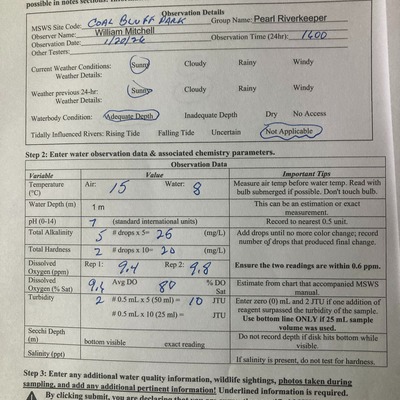 possible in notes sections.
Observation Details
MSWS Site Code: COAL BLUFF PARK Group Name: Pearl Riverkeeper
Observer Name: William Mitchell
Observation Date: 1/20/26 Observation Time (24hr): 1400
Other Testers:
Current Weather Conditions: Sunny Cloudy Rainy Windy
Weather Details:
Weather previous 24-hr: Sunny Cloudy Rainy Windy
Weather Details:
Waterbody Condition: Adequate Depth Inadequate Depth Dry No Access
Tidally Influenced Rivers: Rising Tide Falling Tide Uncertain Not Applicable
Step 2: Enter water observation data & associated chemistry parameters.
Observation Data
Variable Value Important Tips
Temperature (°C) Air: 15 Water: 8 Measure air temp before water temp. Read with bulb submerged if possible. Don't touch bulb.
Water Depth (m) 1 m This can be an estimation or exact measurement.
pH (0-14) 7 (standard international units) Record to nearest 0.5 unit.
Total Alkalinity 5 # drops x 5= 25 (mg/L) Add drops until no more color change; record number of drops that produced final change.
Total Hardness 2 # drops x 10= 20 (mg/L)
Dissolved Oxygen (ppm) Rep 1: 9.4 Rep 2: 9.8 Ensure the two readings are within 0.6 ppm.
Dissolved Oxygen (% Sat) 9.6 Avg DO 80 % DO Sat Estimate from chart that accompanied MSWS manual.
Turbidity 2 # 0.5 mL x 5 (50 ml) = 10 JTU Enter zero (0) mL and 2 JTU if one addition of reagent surpassed the turbidity of the sample.
# 0.5 mL x 10 (25 ml) = JTU Use bottom line ONLY if 25 mL sample volume was used.
Secchi Depth (m) bottom visible exact reading Do not record depth if disk hits bottom while visible.
Salinity (ppt) If salinity is present, do not test for hardness.
Step 3: Enter any additional water quality information, wildlife sightings, photos taken during
sampling, and add any additional pertinent information! Underlined information is required.
By clicking submit, you are declaring that you